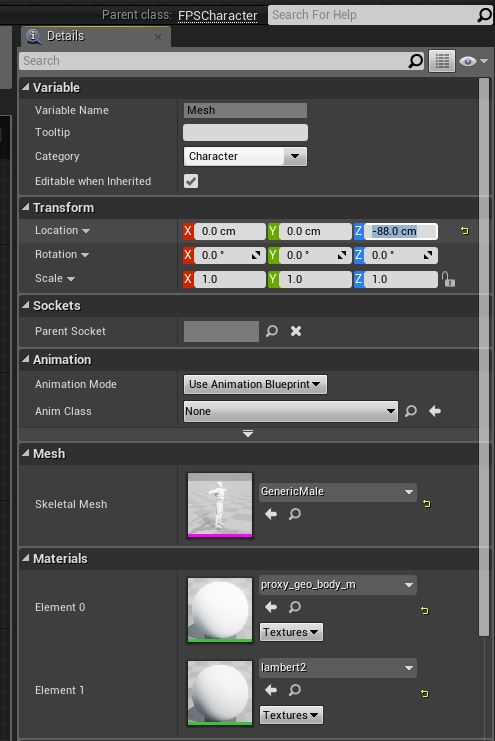 Parent class: FPSCharacter
Search For Help
Details
Search
Variable
Variable Name Mesh
Tooltip
Category Character
Editable when Inherited
Transform
Location X 0.0 cm Y 0.0 cm Z -88.0 cm
Rotation X 0.0 ° Y 0.0 ° Z 0.0 °
Scale X 1.0 Y 1.0 Z 1.0
Sockets
Parent Socket
Animation
Animation Mode Use Animation Blueprint
Anim Class None
Mesh
Skeletal Mesh GenericMale
Materials
Element 0 proxy_geo_body_m
Textures
Element 1 lambert2
Textures